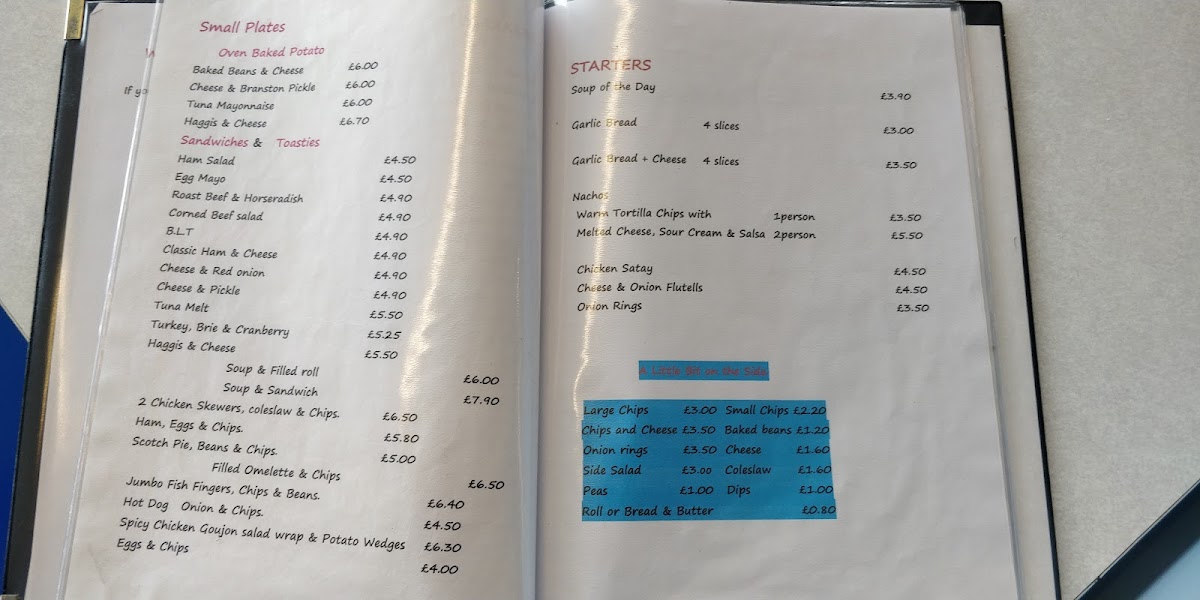 Small Plates
Oven Baked Potato
Baked Beans & Cheese £6.00
Cheese & Branston Pickle £6.00
Tuna Mayonnaise £6.00
Haggis & Cheese £6.70
Sandwiches & Toasties
Ham Salad £4.50
Egg Mayo £4.50
Roast Beef & Horseradish £4.90
Corned Beef salad £4.90
B.L.T £4.90
Classic Ham & Cheese £4.90
Cheese & Red onion £4.90
Cheese & Pickle £4.90
Tuna Melt £5.50
Turkey, Brie & Cranberry £5.25
Haggis & Cheese £5.50
Soup & Filled roll £6.00
Soup & Sandwich £7.90
2 Chicken Skewers, coleslaw & Chips. £6.50
Ham, Eggs & Chips. £5.80
Scotch Pie, Beans & Chips. £5.00
Filled Omelette & Chips £6.50
Jumbo Fish Fingers, Chips & Beans. £6.40
Hot Dog Onion & Chips. £4.50
Spicy Chicken Goujon salad wrap & Potato Wedges £6.30
Eggs & Chips £4.00
If yo
STARTERS
Soup of the Day £3.90
Garlic Bread 4 slices £3.00
Garlic Bread + Cheese 4 slices £3.50
Nachos
Warm Tortilla Chips with 1person £3.50
Melted Cheese, Sour Cream & Salsa 2person £5.50
Chicken Satay £4.50
Cheese & Onion Flutells £4.50
Onion Rings £3.50
A Little Bit on the Side
Large Chips £3.00 Small Chips £2.20
Chips and Cheese £3.50 Baked beans £1.20
Onion rings £3.50 Cheese £1.60
Side Salad £3.00 Coleslaw £1.60
Peas £1.00 Dips £1.00
Roll or Bread & Butter £0.80